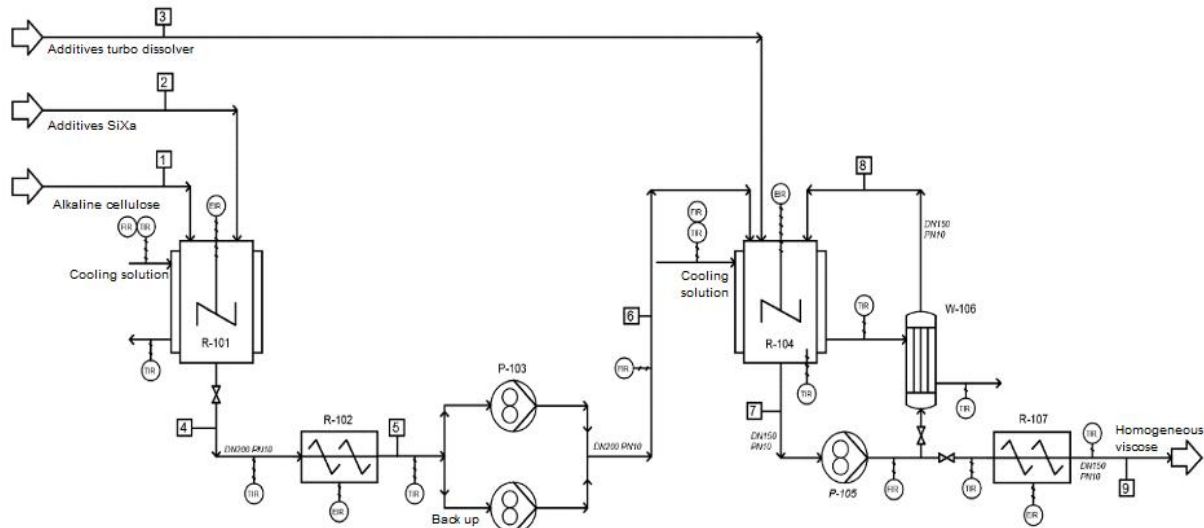 3
Additives turbo dissolver
2
Additives SiXa
1
Alkaline cellulose
EIR
FIR TIR
Cooling solution
R-101
TIR
4
DN200 PN10
TIR
R-102
EIR
5
TIR
P-103
Back up
DN200 PN10
6
FIR
FIR
TIR
Cooling
solution
EIR
R-104
TIR
7
DN150
PN10
P-105
FIR
8
DN150
PN10
W-106
TIR
TIR
TIR
R-107
EIR
TIR
DN150
PN10
9
Homogeneous
viscose